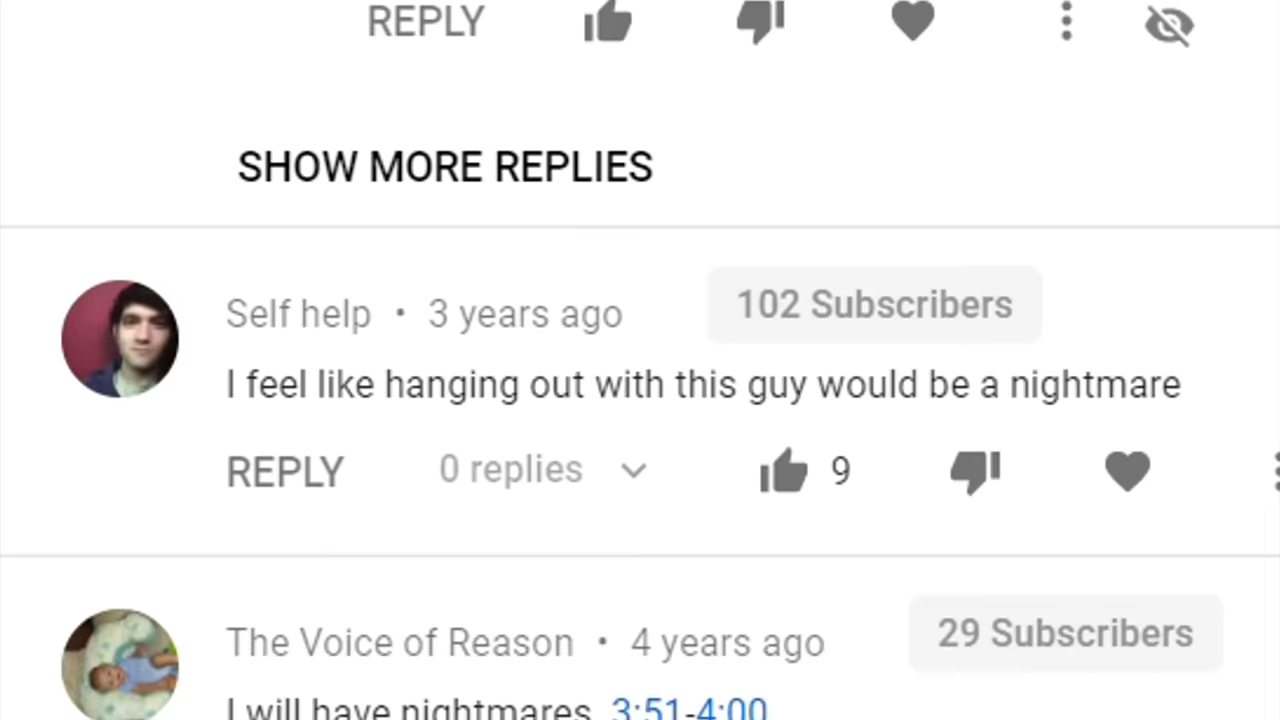 REPLY
SHOW MORE REPLIES
Self help • 3 years ago 102 Subscribers
I feel like hanging out with this guy would be a nightmare
REPLY 0 replies 9
The Voice of Reason • 4 years ago 29 Subscribers
I will have nightmares 3:51-4:00